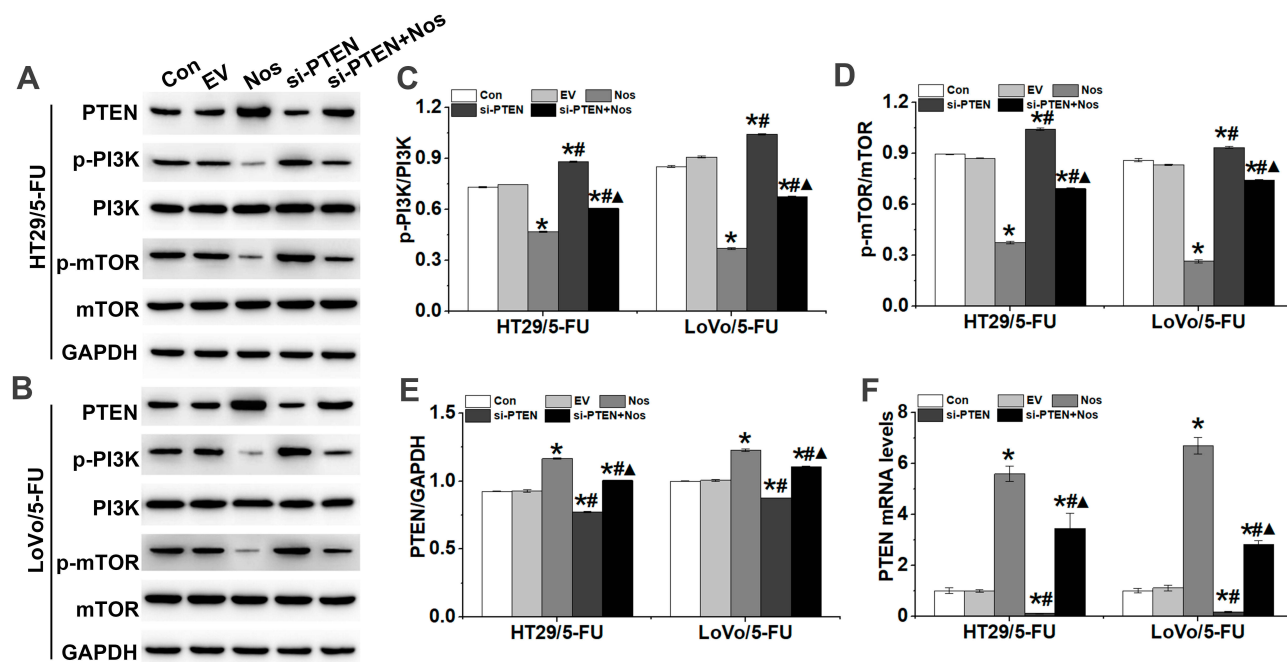 A
Con EV Nos si-PTEN si-PTEN+Nos
HT29/5-FU
PTEN
p-PI3K
PI3K
p-mTOR
mTOR
GAPDH
B
LoVo/5-FU
PTEN
p-PI3K
PI3K
p-mTOR
mTOR
GAPDH
C
Con EV Nos
si-PTEN si-PTEN+Nos
p-PI3K/PI3K
1.2
0.9
0.6
0.3
0.0
* *# *#▲ * *# *#▲
HT29/5-FU LoVo/5-FU
D
Con EV Nos
si-PTEN si-PTEN+Nos
p-mTOR/mTOR
1.2
0.9
0.6
0.3
0.0
* *# *#▲ * *# *#▲
HT29/5-FU LoVo/5-FU
E
Con EV Nos
si-PTEN si-PTEN+Nos
PTEN/GAPDH
1.5
1.0
0.5
0.0
* *# *#▲ * *# *#▲
HT29/5-FU LoVo/5-FU
F
Con EV Nos
si-PTEN si-PTEN+Nos
PTEN mRNA levels
8
6
4
2
0
* *# *#▲ * *# *#▲
HT29/5-FU LoVo/5-FU